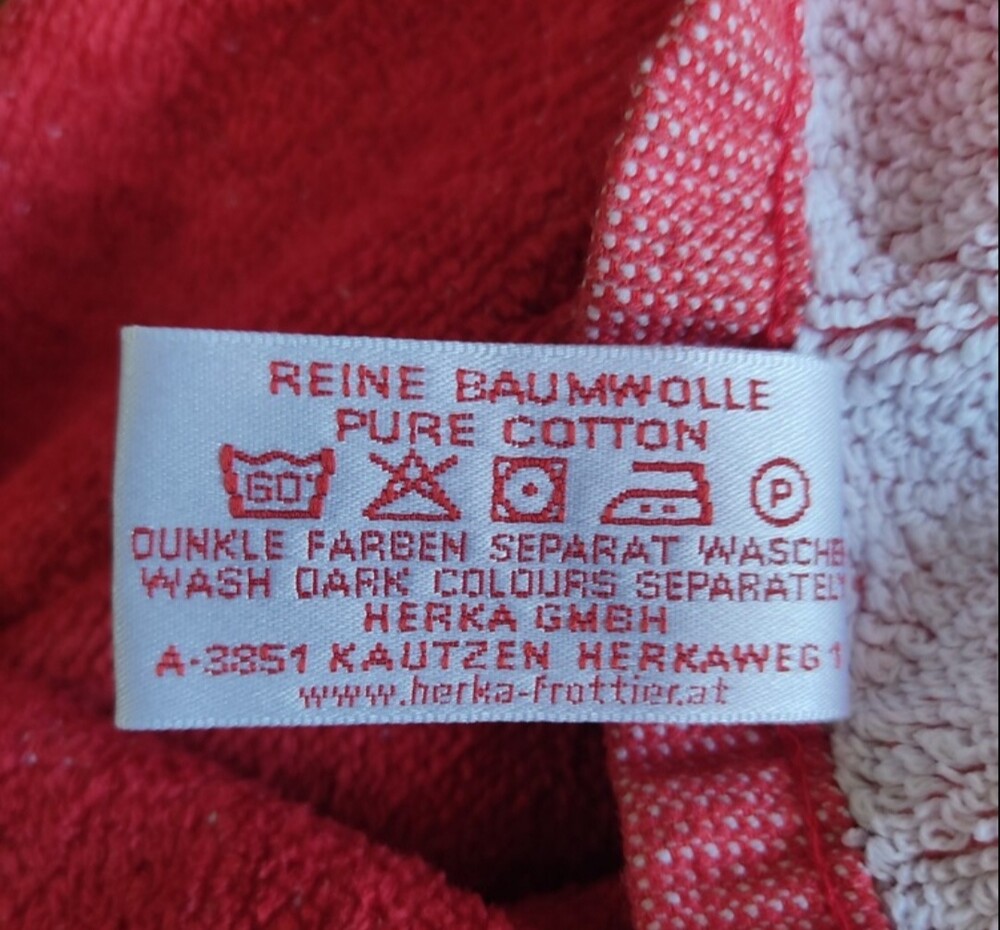 REINE BAUMWOLLE
PURE COTTON
60° P
DUNKLE FARBEN SEPARAT WASCHE
WASH DARK COLOURS SEPARATELY
HERKA GMBH
A-3851 KAUTZEN HERKAWEG 1
www.herka-frottier.at